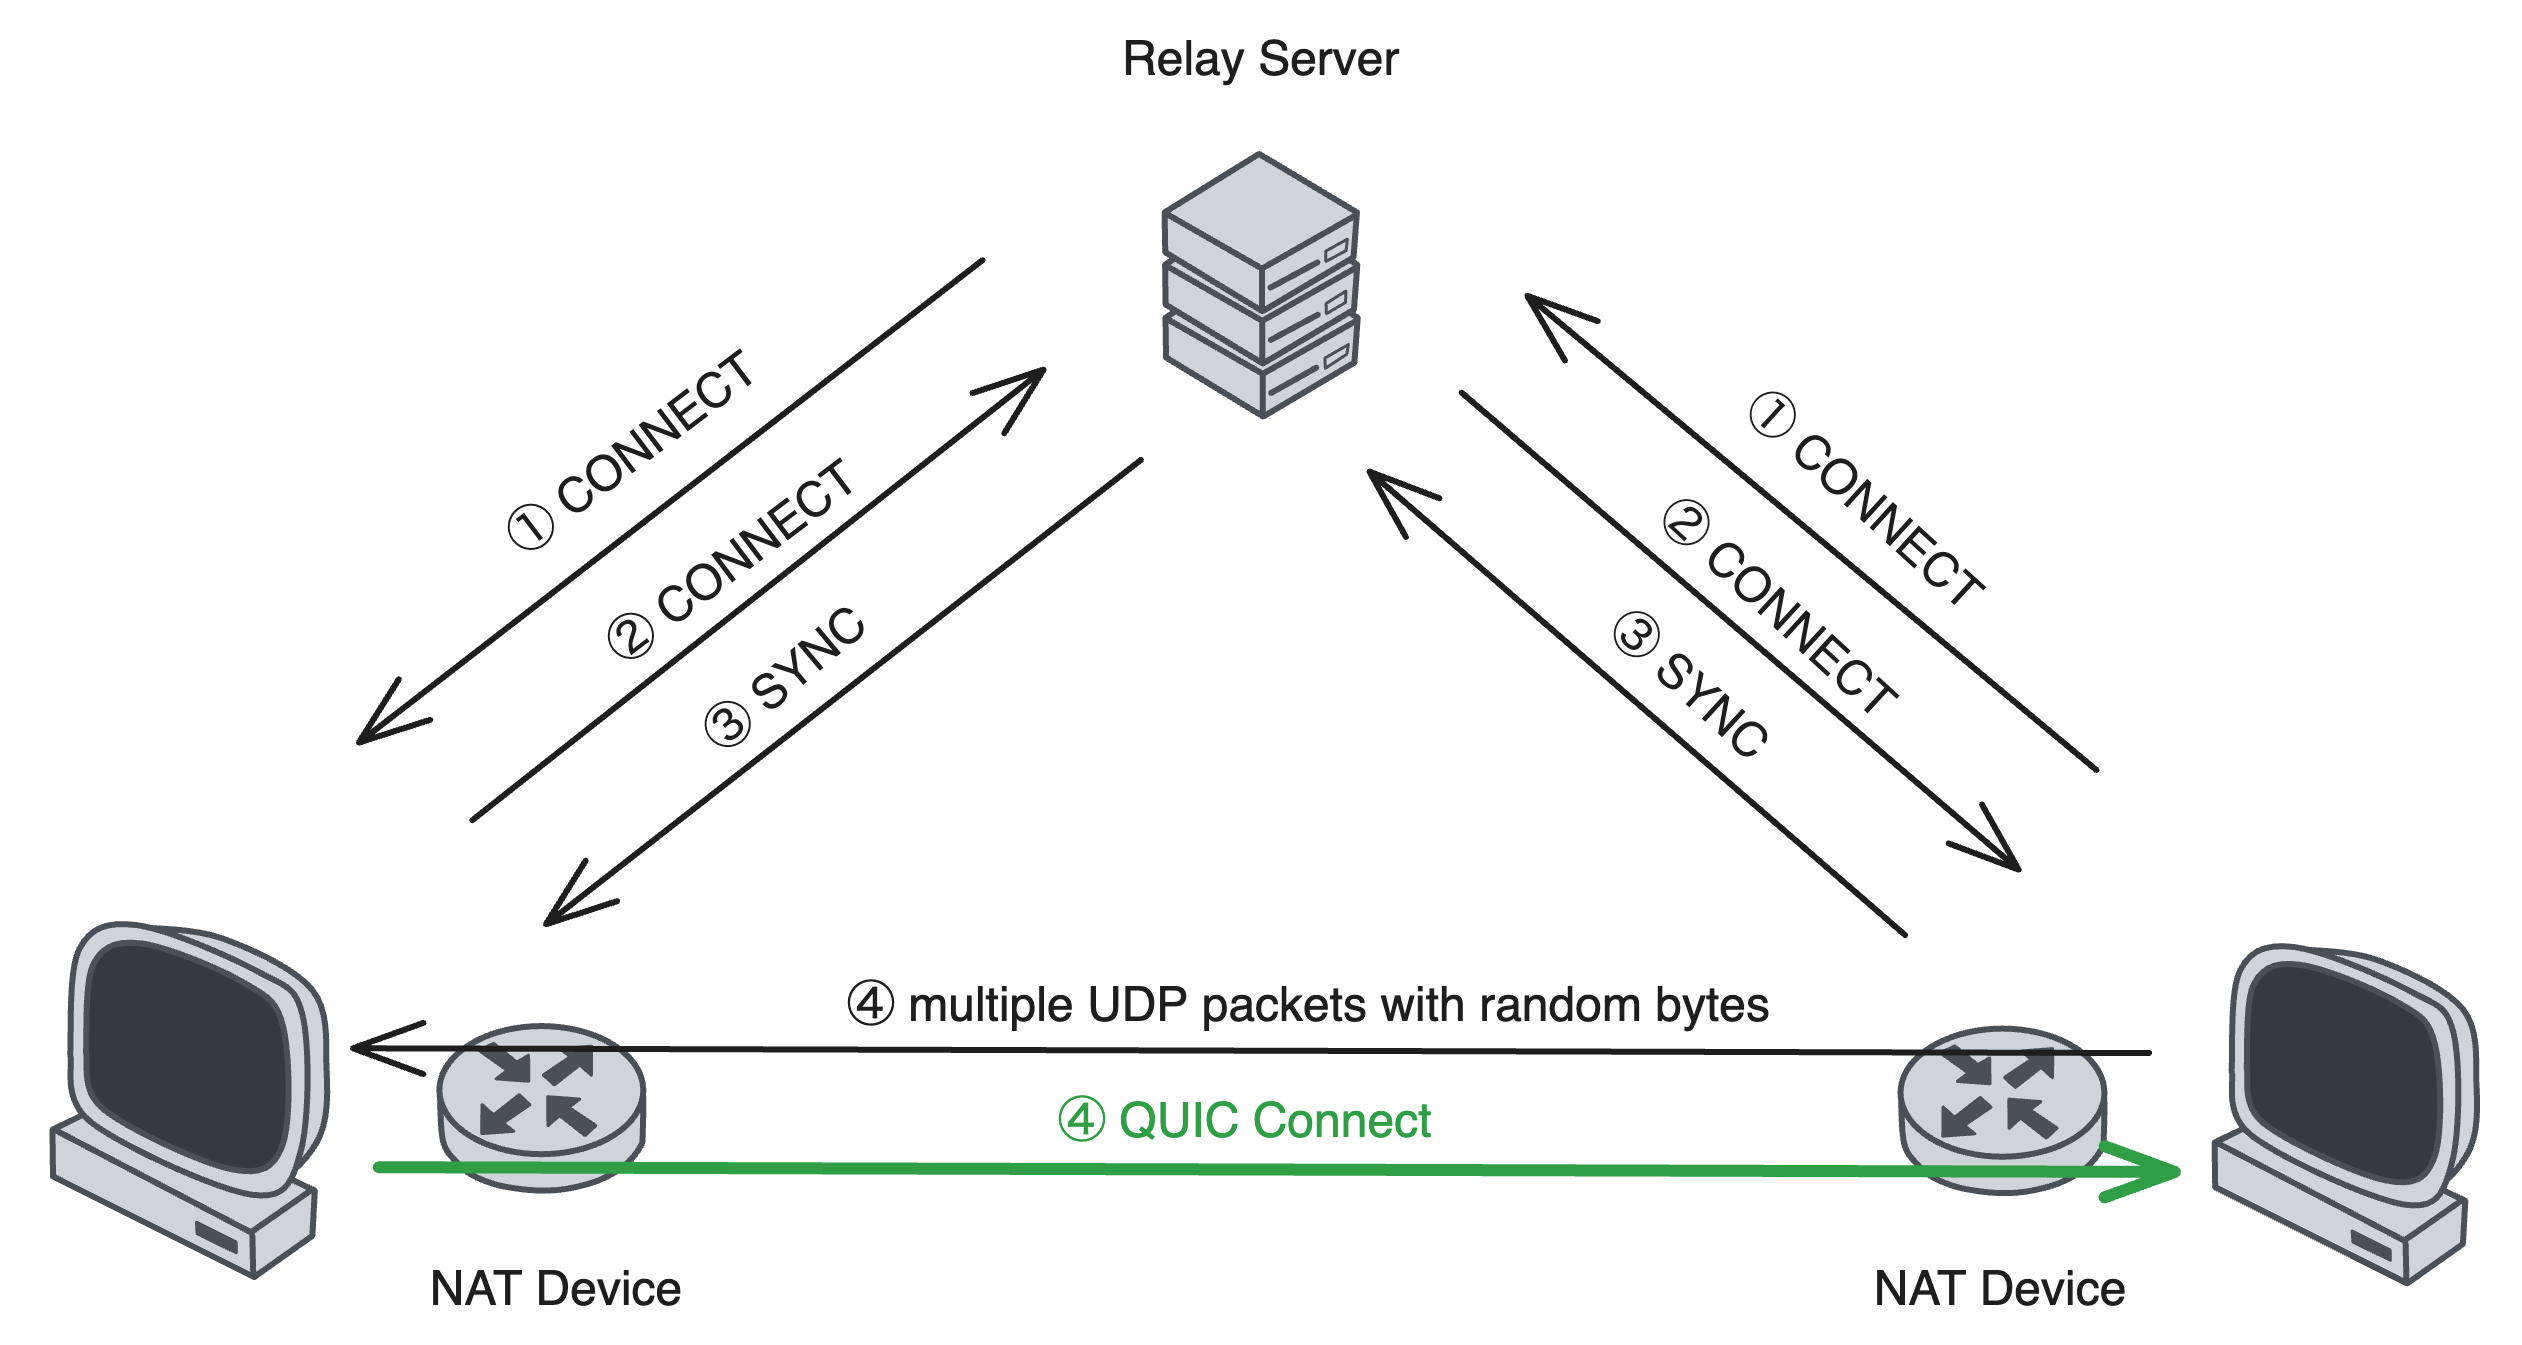 Relay Server
① CONNECT
② CONNECT
③ SYNC
① CONNECT
② CONNECT
③ SYNC
④ multiple UDP packets with random bytes
④ QUIC Connect
NAT Device
NAT Device